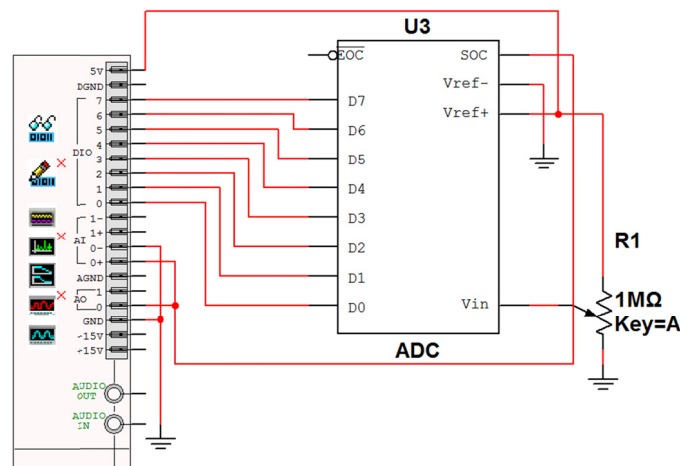 5V
DGND
7
6
5
4
3
2
1
0
DIO
1-
1+
0-
0+
AI
AGND
1
0
AO
GND
-15V
+15V
AUDIO
OUT
AUDIO
IN
U3
EOC
SOC
Vref-
Vref+
D7
D6
D5
D4
D3
D2
D1
D0
Vin
ADC
R1
1MΩ
Key=A